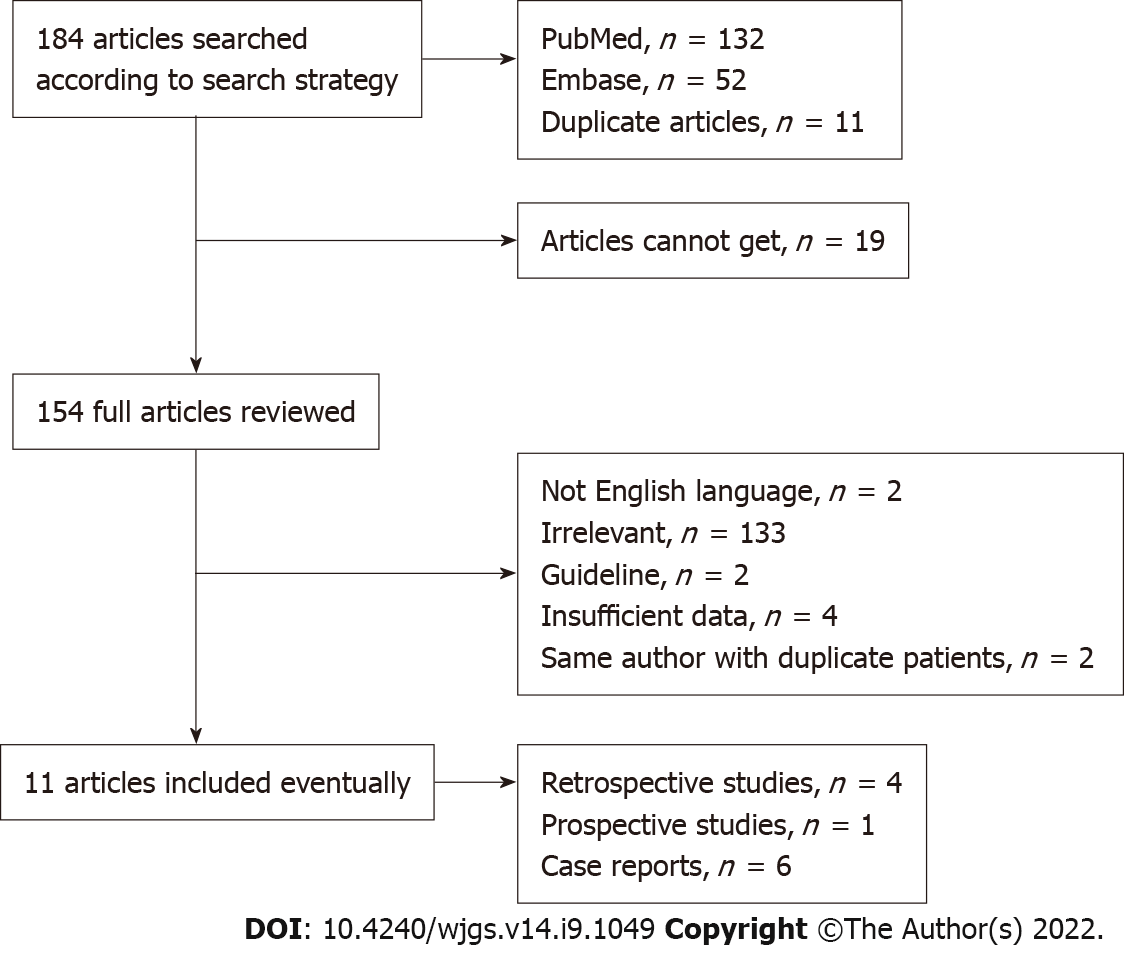 184 articles searched
according to search strategy
PubMed, n = 132
Embase, n = 52
Duplicate articles, n = 11
Articles cannot get, n = 19
154 full articles reviewed
Not English language, n = 2
Irrelevant, n = 133
Guideline, n = 2
Insufficient data, n = 4
Same author with duplicate patients, n = 2
11 articles included eventually
Retrospective studies, n = 4
Prospective studies, n = 1
Case reports, n = 6
DOI: 10.4240/wjgs.v14.i9.1049 Copyright ©The Author(s) 2022.